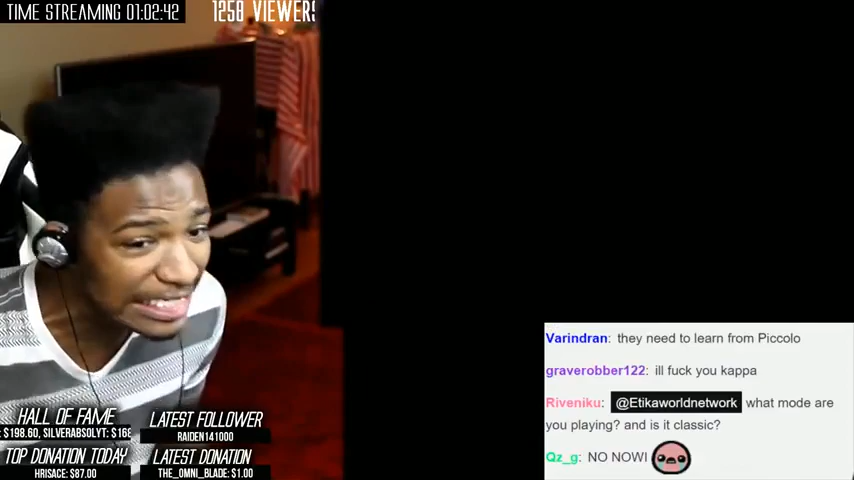 TIME STREAMING 01:02:42
1258 VIEWERS
Varindran: they need to learn from Piccolo
graverobber122: ill fuck you kappa
Riveniku: @Etikaworldnetwork what mode are
you playing? and is it classic?
Qz_g: NO NOWI
HALL OF FAME
: $198.60, SILVERABSOLYT: $168
LATEST FOLLOWER
RAIDEN141000
TOP DONATION TODAY
HRISACE: $87.00
LATEST DONATION
THE_OMNI_BLADE: $1.00